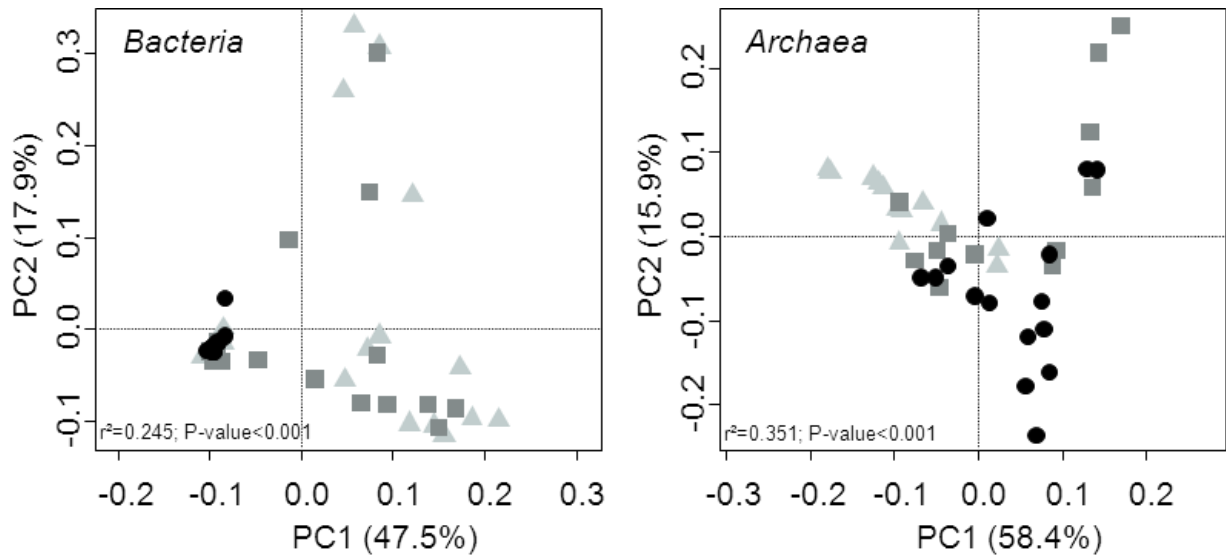 Bacteria
PC2 (17.9%)
0.3
0.2
0.1
0.0
-0.1
r²=0.245; P-value<0.001
-0.2 -0.1 0.0 0.1 0.2 0.3
PC1 (47.5%)
Archaea
PC2 (15.9%)
0.2
0.1
0.0
-0.1
-0.2
r²=0.351; P-value<0.001
-0.3 -0.2 -0.1 0.0 0.1 0.2
PC1 (58.4%)